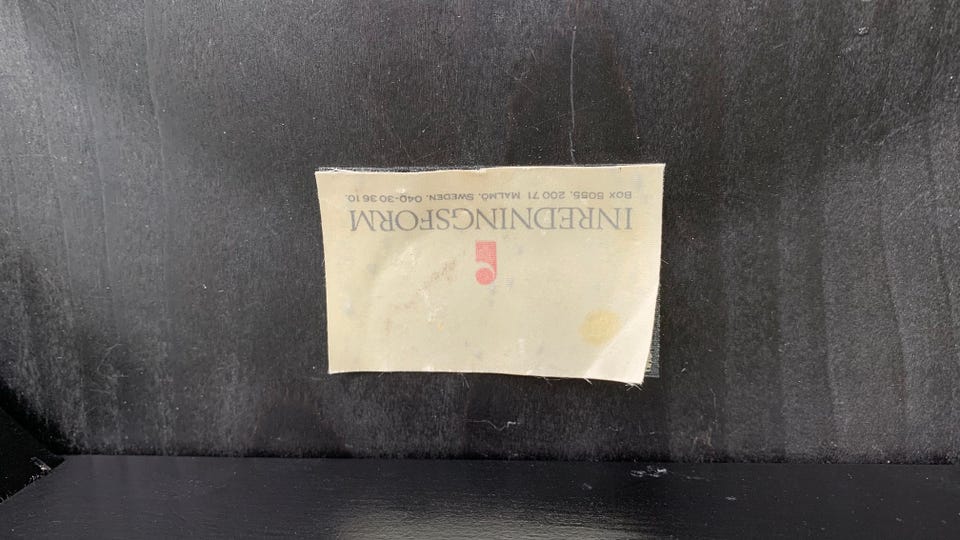 INREDNINGSFORM
BOX 5055, 200 71 MALMÖ. SWEDEN. 040-30 36 10.